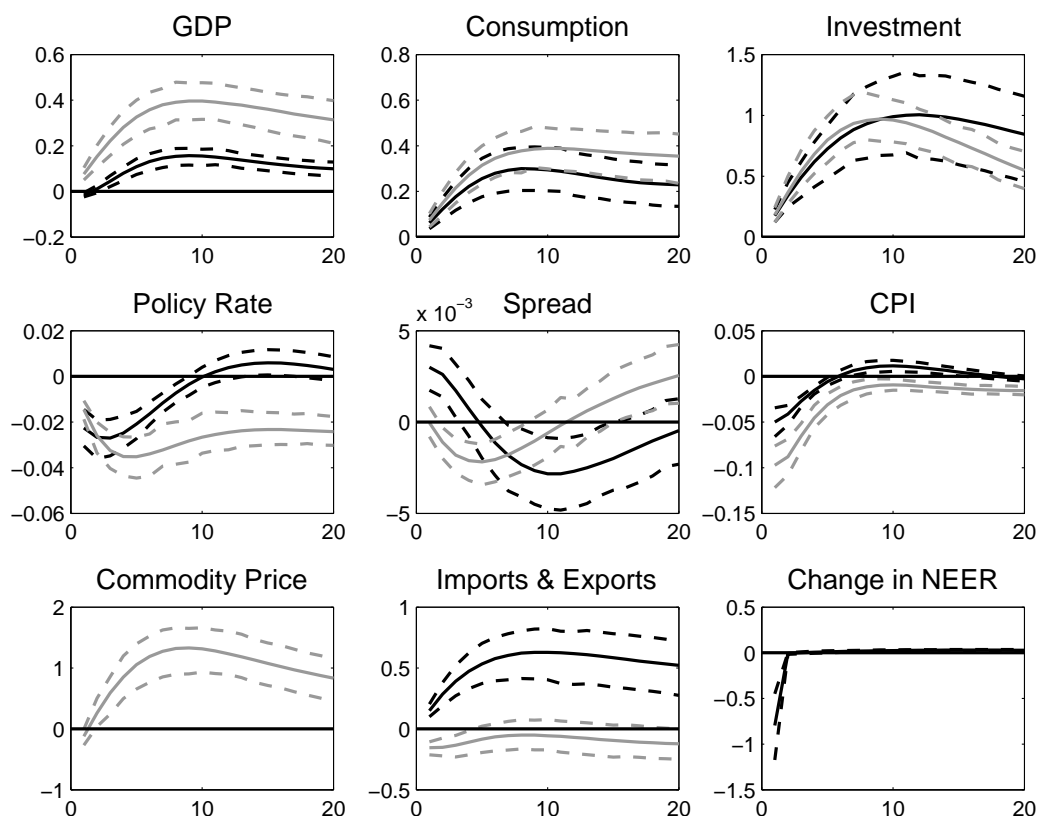 GDP
0.6
0.4
0.2
0
−0.2
0 10 20
Consumption
0.8
0.6
0.4
0.2
0
0 10 20
Investment
1.5
1
0.5
0
0 10 20
Policy Rate
0.02
0
−0.02
−0.04
−0.06
0 10 20
Spread
x 10−3
5
0
−5
0 10 20
CPI
0.05
0
−0.05
−0.1
−0.15
0 10 20
Commodity Price
2
1
0
−1
0 10 20
Imports & Exports
1
0.5
0
−0.5
0 10 20
Change in NEER
0.5
0
−0.5
−1
−1.5
0 10 20